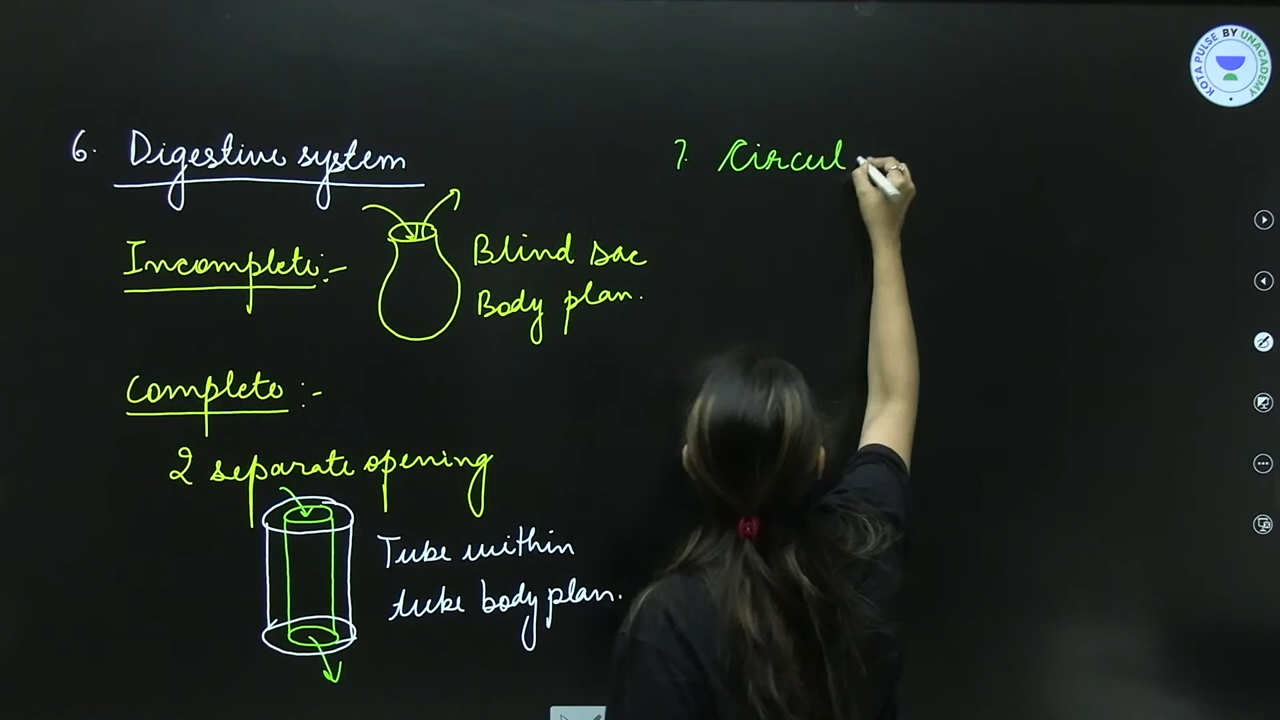 KOTA PULSE BY UNACADEMY
6. Digestive system
Incomplete :-
Blind sac
Body plan.
Complete :-
2 separate opening
Tube within
tube body plan.
7. Circul